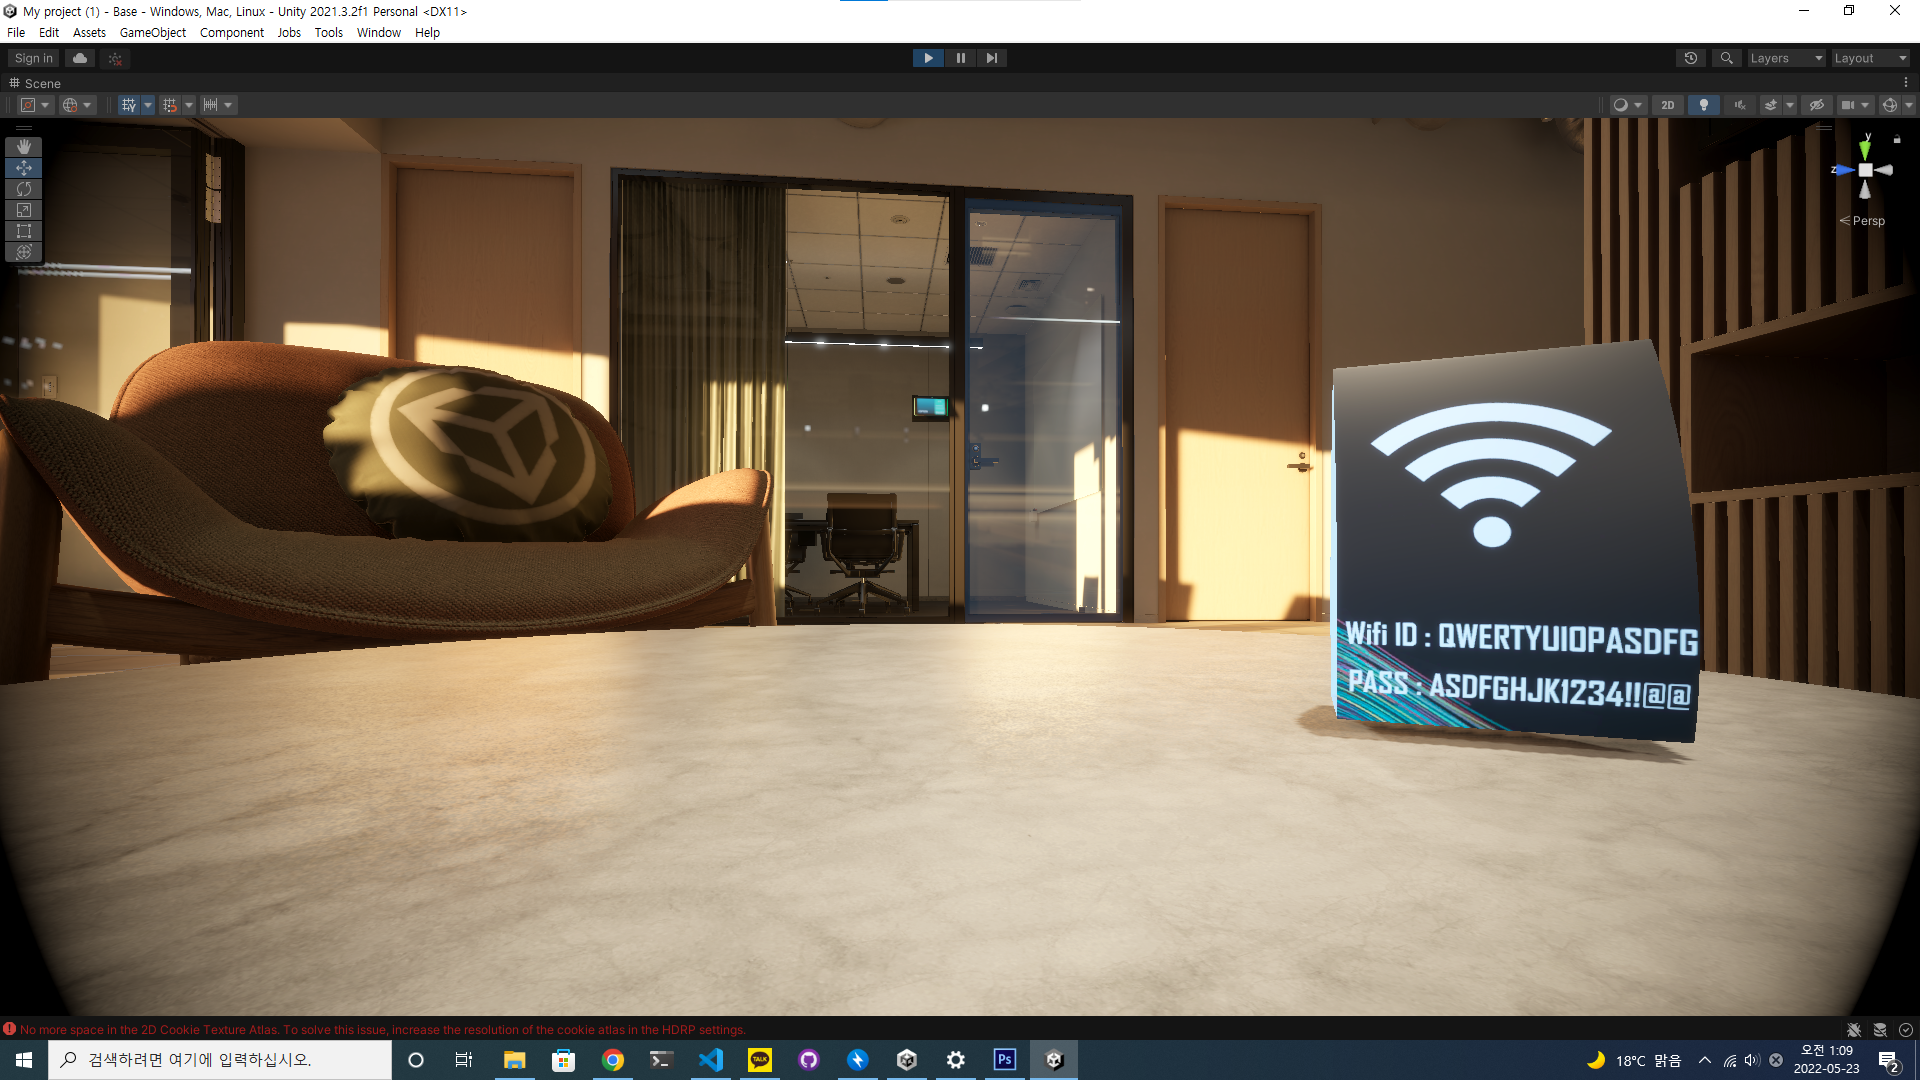 My project (1) - Base - Windows, Mac, Linux - Unity 2021.3.2f1 Personal <DX11>
File Edit Assets GameObject Component Jobs Tools Window Help
Sign in
Layers
Layout
Scene
2D
y
z
Persp
Wifi ID : QWERTYUIOPASDFG
PASS : ASDFGHJK1234!!@@
No more space in the 2D Cookie Texture Atlas. To solve this issue, increase the resolution of the cookie atlas in the HDRP settings.
검색하려면 여기에 입력하십시오.
TALK
Ps
18°C 맑음
오전 1:09
2022-05-23
2